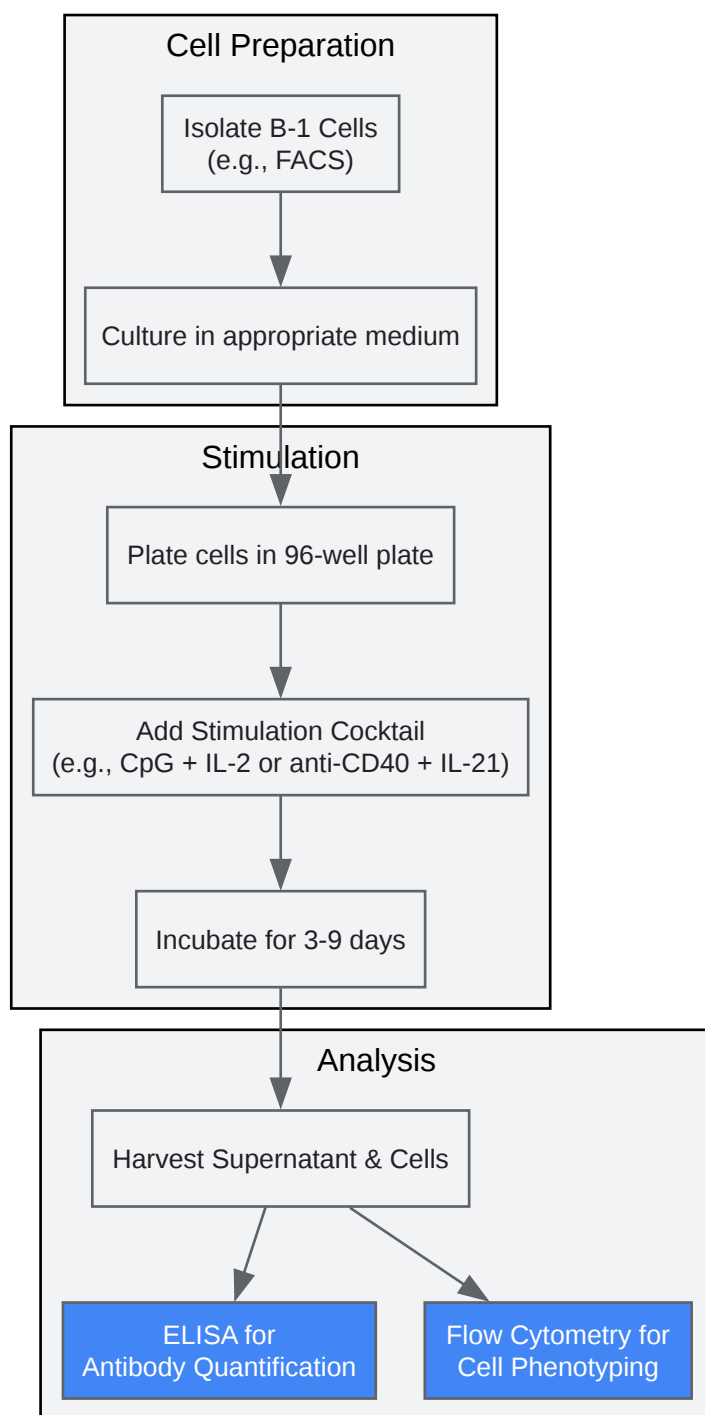 Cell Preparation
Isolate B-1 Cells
(e.g., FACS)
Culture in appropriate medium
Stimulation
Plate cells in 96-well plate
Add Stimulation Cocktail
(e.g., CpG + IL-2 or anti-CD40 + IL-21)
Incubate for 3-9 days
Analysis
Harvest Supernatant & Cells
ELISA for
Antibody Quantification
Flow Cytometry for
Cell Phenotyping